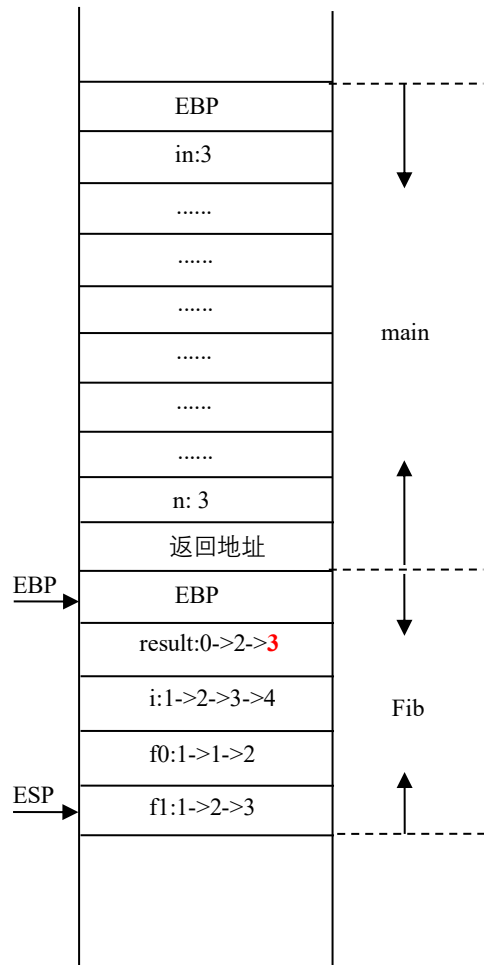 EBP
in:3
......
......
......
......
main
......
......
n: 3
返回地址
EBP
EBP
result:0->2->3
i:1->2->3->4
Fib
f0:1->1->2
ESP
f1:1->2->3